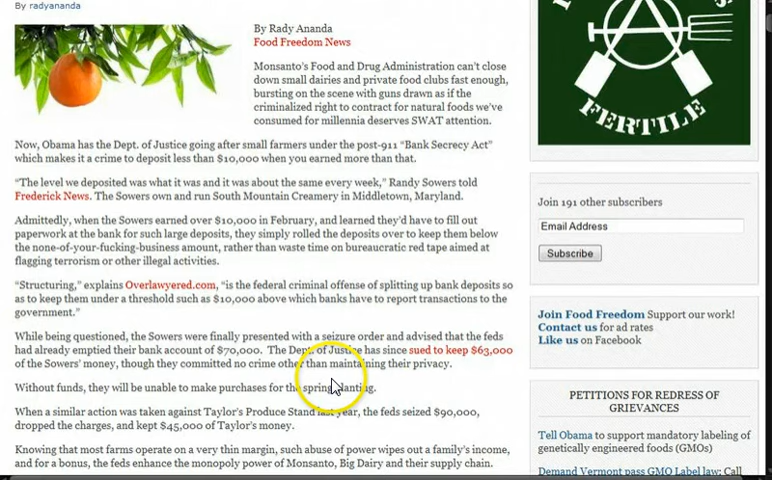 By radyananda
By Rady Ananda
Food Freedom News
Monsanto's Food and Drug Administration can't close
down small dairies and private food clubs fast enough,
bursting on the scene with guns drawn as if the
criminalized right to contract for natural foods we've
consumed for millennia deserves SWAT attention.
Now, Obama has the Dept. of Justice going after small farmers under the post-911 “Bank Secrecy Act”
which makes it a crime to deposit less than $10,000 when you earned more than that.
“The level we deposited was what it was and it was about the same every week,” Randy Sowers told
Frederick News. The Sowers own and run South Mountain Creamery in Middletown, Maryland.
Admittedly, when the Sowers earned over $10,000 in February, and learned they'd have to fill out
paperwork at the bank for such large deposits, they simply rolled the deposits over to keep them below
the none-of-your-fucking-business amount, rather than waste time on bureaucratic red tape aimed at
flagging terrorism or other illegal activities.
“Structuring,” explains Overlawyered.com, “is the federal criminal offense of splitting up bank deposits so
as to keep them under a threshold such as $10,000 above which banks have to report transactions to the
government.”
While being questioned, the Sowers were finally presented with a seizure order and advised that the feds
had already emptied their bank account of $70,000. The Dept. of Justice has since sued to keep $63,000
of the Sowers' money, though they committed no crime other than maintaining their privacy.
Without funds, they will be unable to make purchases for the spring planting.
When a similar action was taken against Taylor's Produce Stand last year, the feds seized $90,000,
dropped the charges, and kept $45,000 of Taylor's money.
Knowing that most farms operate on a very thin margin, such abuse of power wipes out a family's income,
and for a bonus, the feds enhance the monopoly power of Monsanto, Big Dairy and their supply chain.
FERTILE
Join 191 other subscribers
Email Address
Subscribe
Join Food Freedom Support our work!
Contact us for ad rates
Like us on Facebook
PETITIONS FOR REDRESS OF
GRIEVANCES
Tell Obama to support mandatory labeling of
genetically engineered foods (GMOs)
Demand Vermont pass GMO Label law: Call